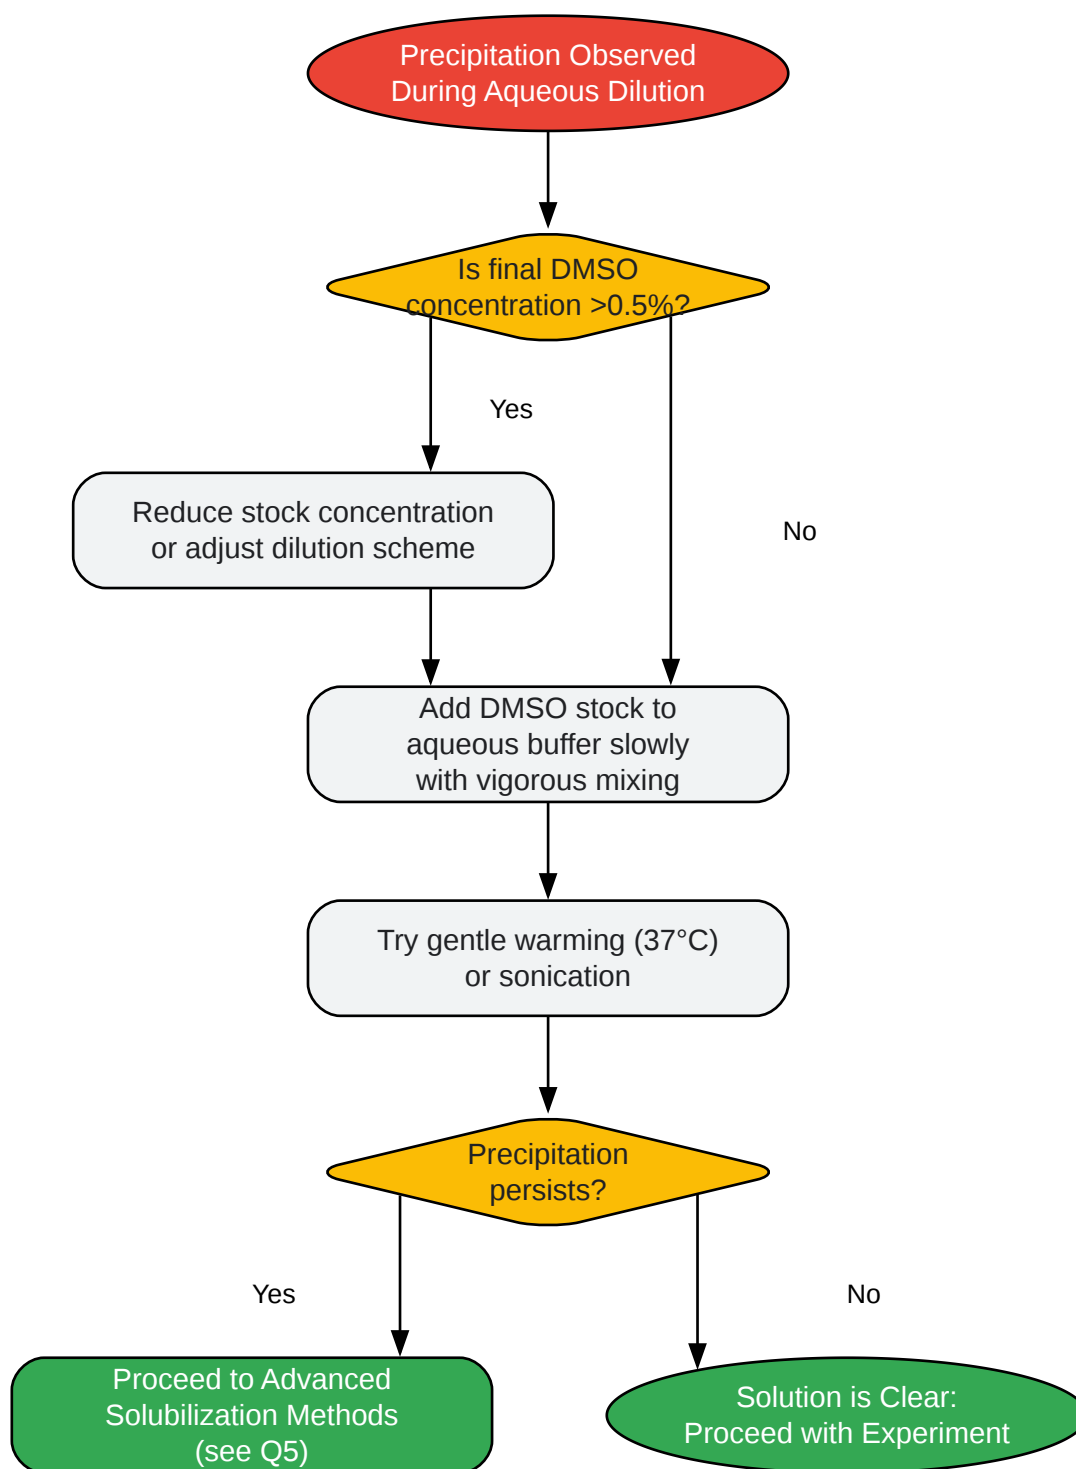 Precipitation Observed
During Aqueous Dilution
Is final DMSO
concentration >0.5%?
Yes
Reduce stock concentration
or adjust dilution scheme
No
Add DMSO stock to
aqueous buffer slowly
with vigorous mixing
Try gentle warming (37°C)
or sonication
Precipitation
persists?
Yes
No
Proceed to Advanced
Solubilization Methods
(see Q5)
Solution is Clear:
Proceed with Experiment